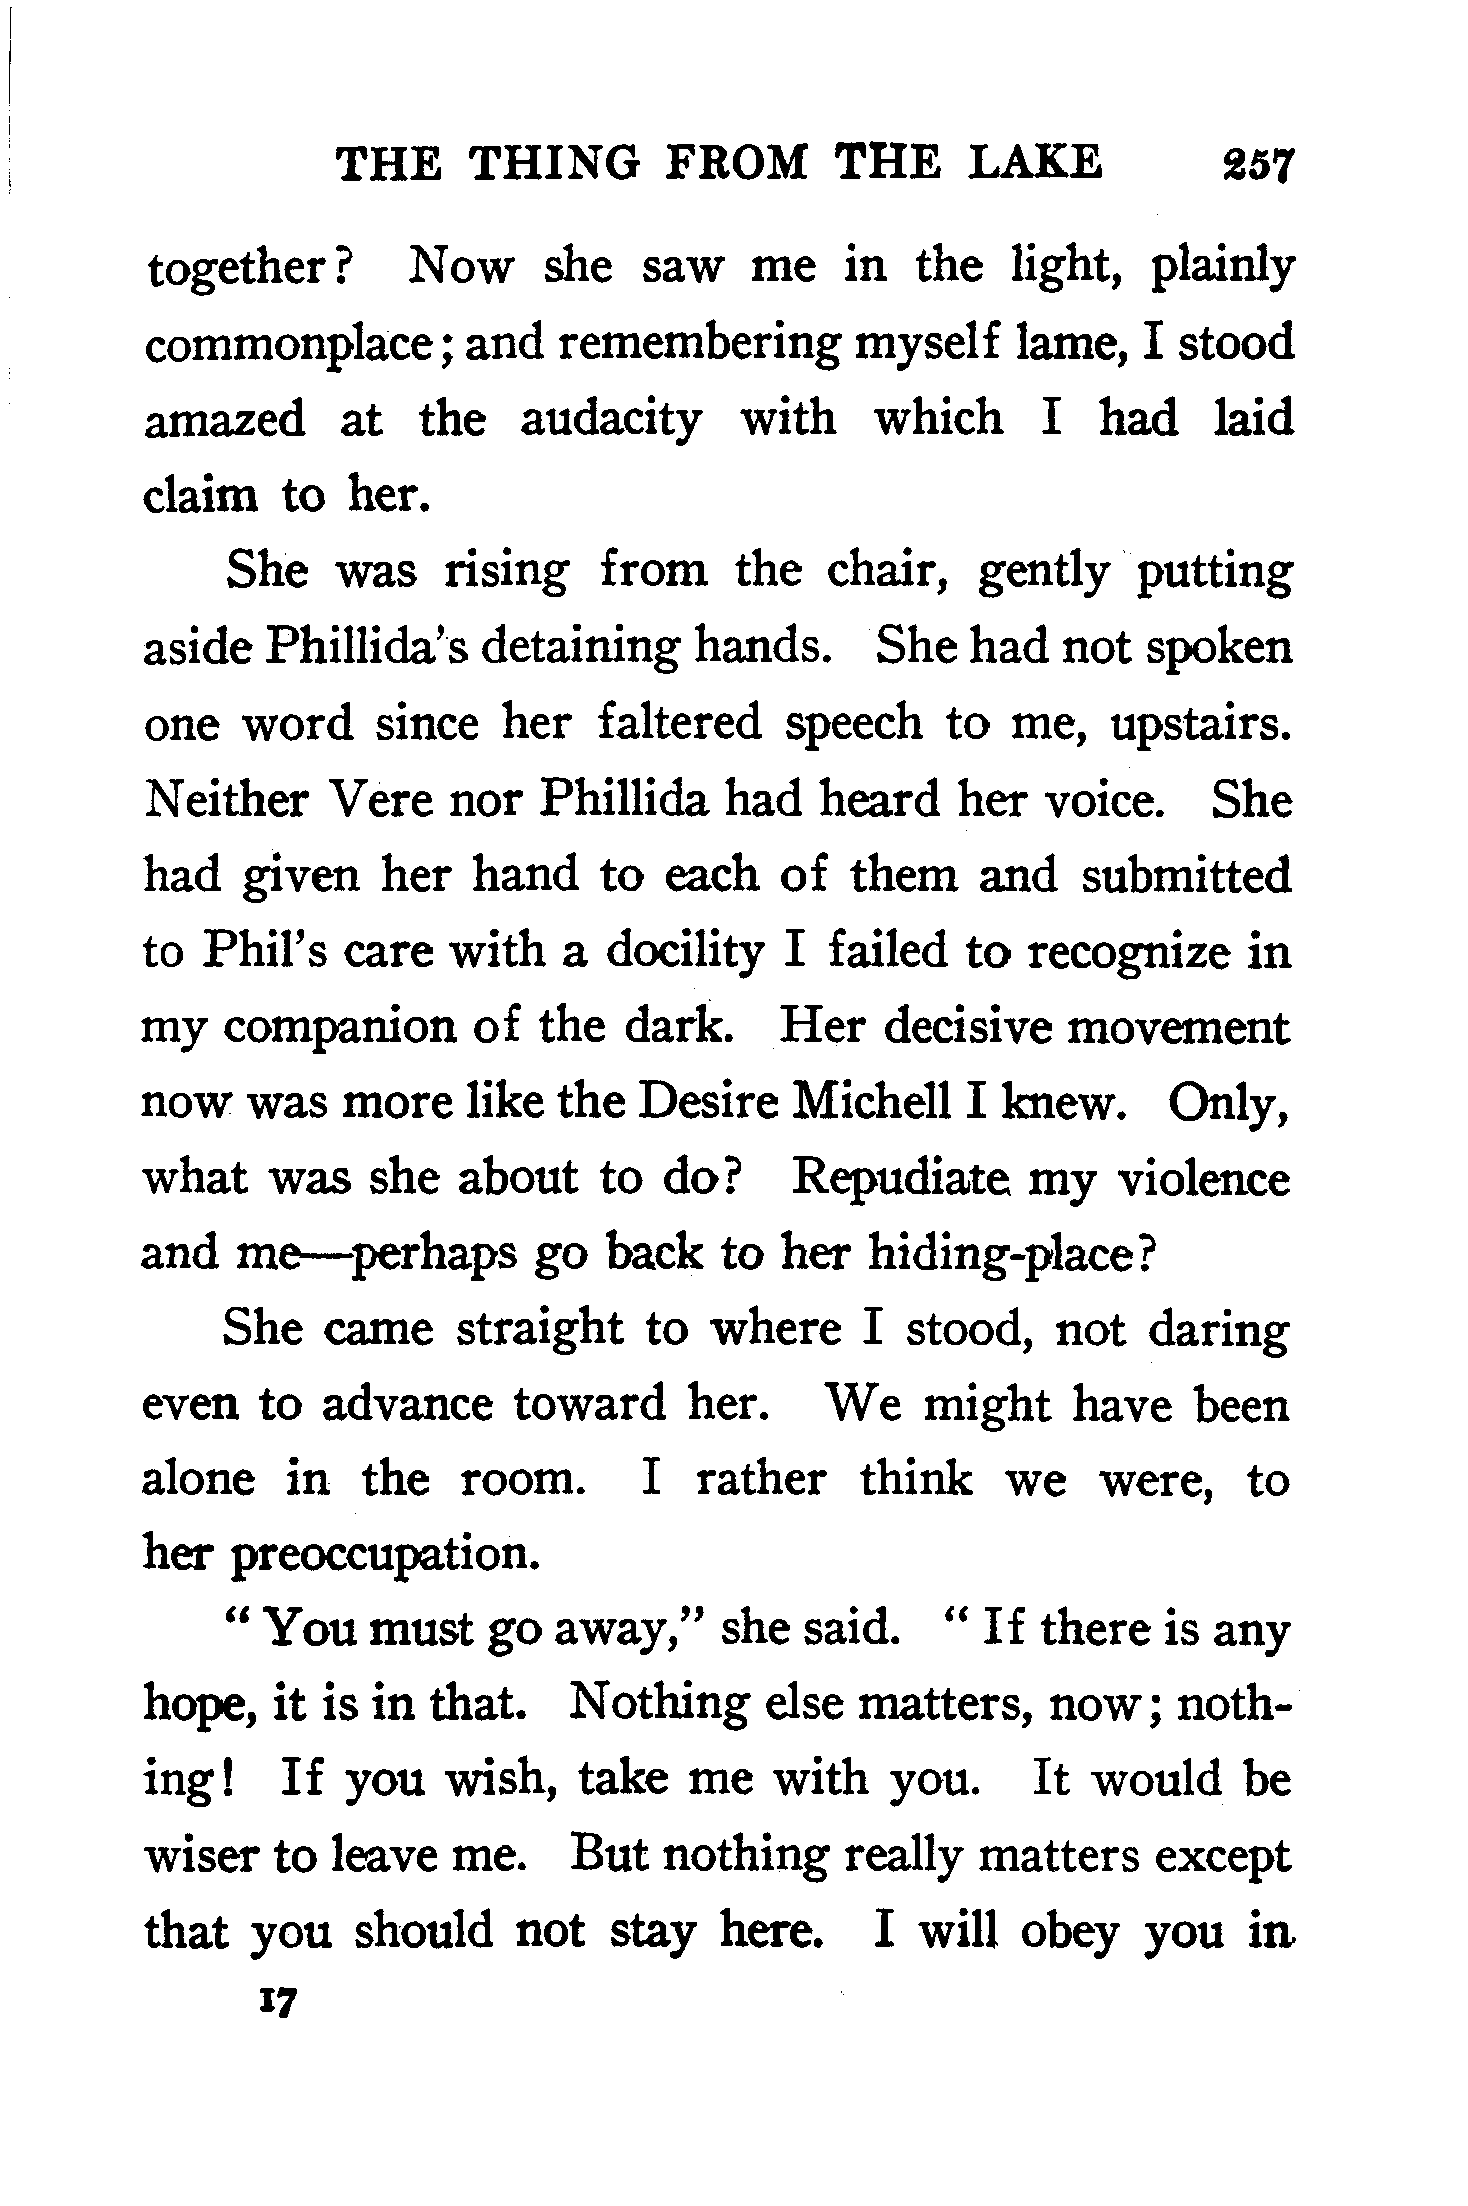 THE THING FROM THE LAKE 257
together? Now she saw me in the light, plainly
commonplace; and remembering myself lame, I stood
amazed at the audacity with which I had laid
claim to her.
She was rising from the chair, gently putting
aside Phillida's detaining hands. She had not spoken
one word since her faltered speech to me, upstairs.
Neither Vere nor Phillida had heard her voice. She
had given her hand to each of them and submitted
to Phil's care with a docility I failed to recognize in
my companion of the dark. Her decisive movement
now was more like the Desire Michell I knew. Only,
what was she about to do? Repudiate my violence
and me—perhaps go back to her hiding-place?
She came straight to where I stood, not daring
even to advance toward her. We might have been
alone in the room. I rather think we were, to
her preoccupation.
"You must go away," she said. "If there is any
hope, it is in that. Nothing else matters, now; noth-
ing! If you wish, take me with you. It would be
wiser to leave me. But nothing really matters except
that you should not stay here. I will obey you in
17